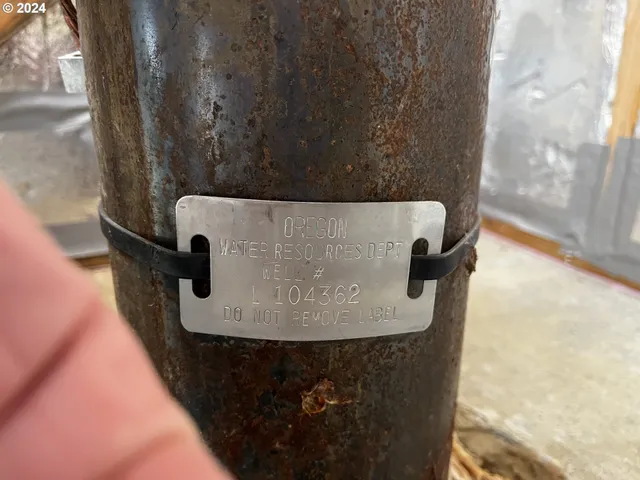 © 2024
OREGON
WATER RESOURCES DEPT
WELL #
L 104362
DO NOT REMOVE LABEL